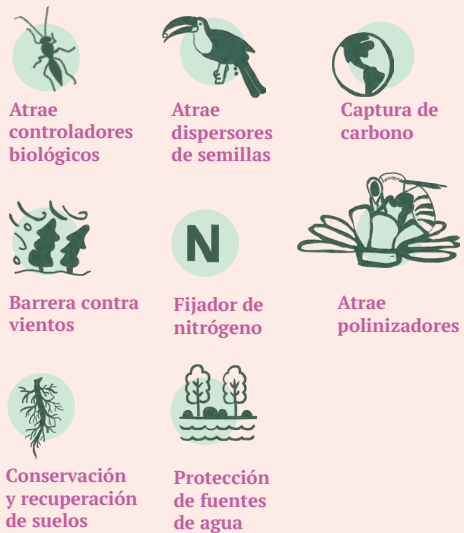 Atrae
controladores
biológicos
Atrae
dispersores
de semillas
Captura de
carbono
Barrera contra
vientos
N
Fijador de
nitrógeno
Atrae
polinizadores
Conservación
y recuperación
de suelos
Protección
de fuentes
de agua